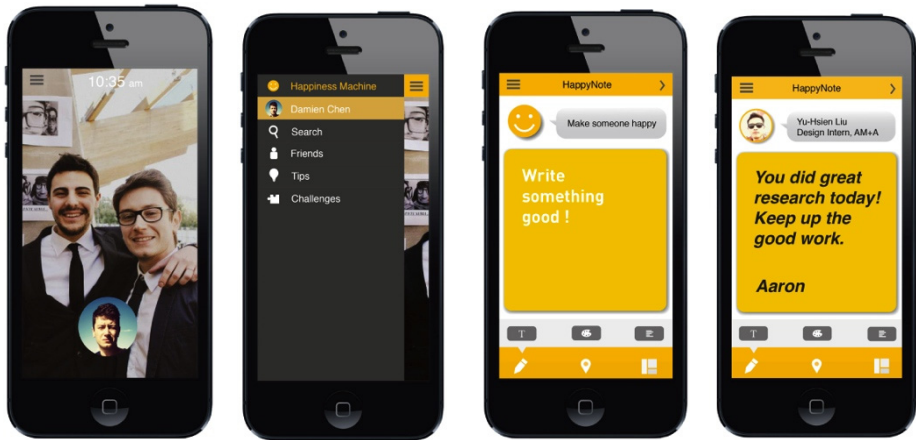 10:35 am
Happiness Machine
Damien Chen
Search
Friends
Tips
Challenges
HappyNote
Make someone happy
Write
something
good !
T
HappyNote
Yu-Hsien Liu
Design Intern, AM+A
You did great
research today!
Keep up the
good work.
Aaron
T